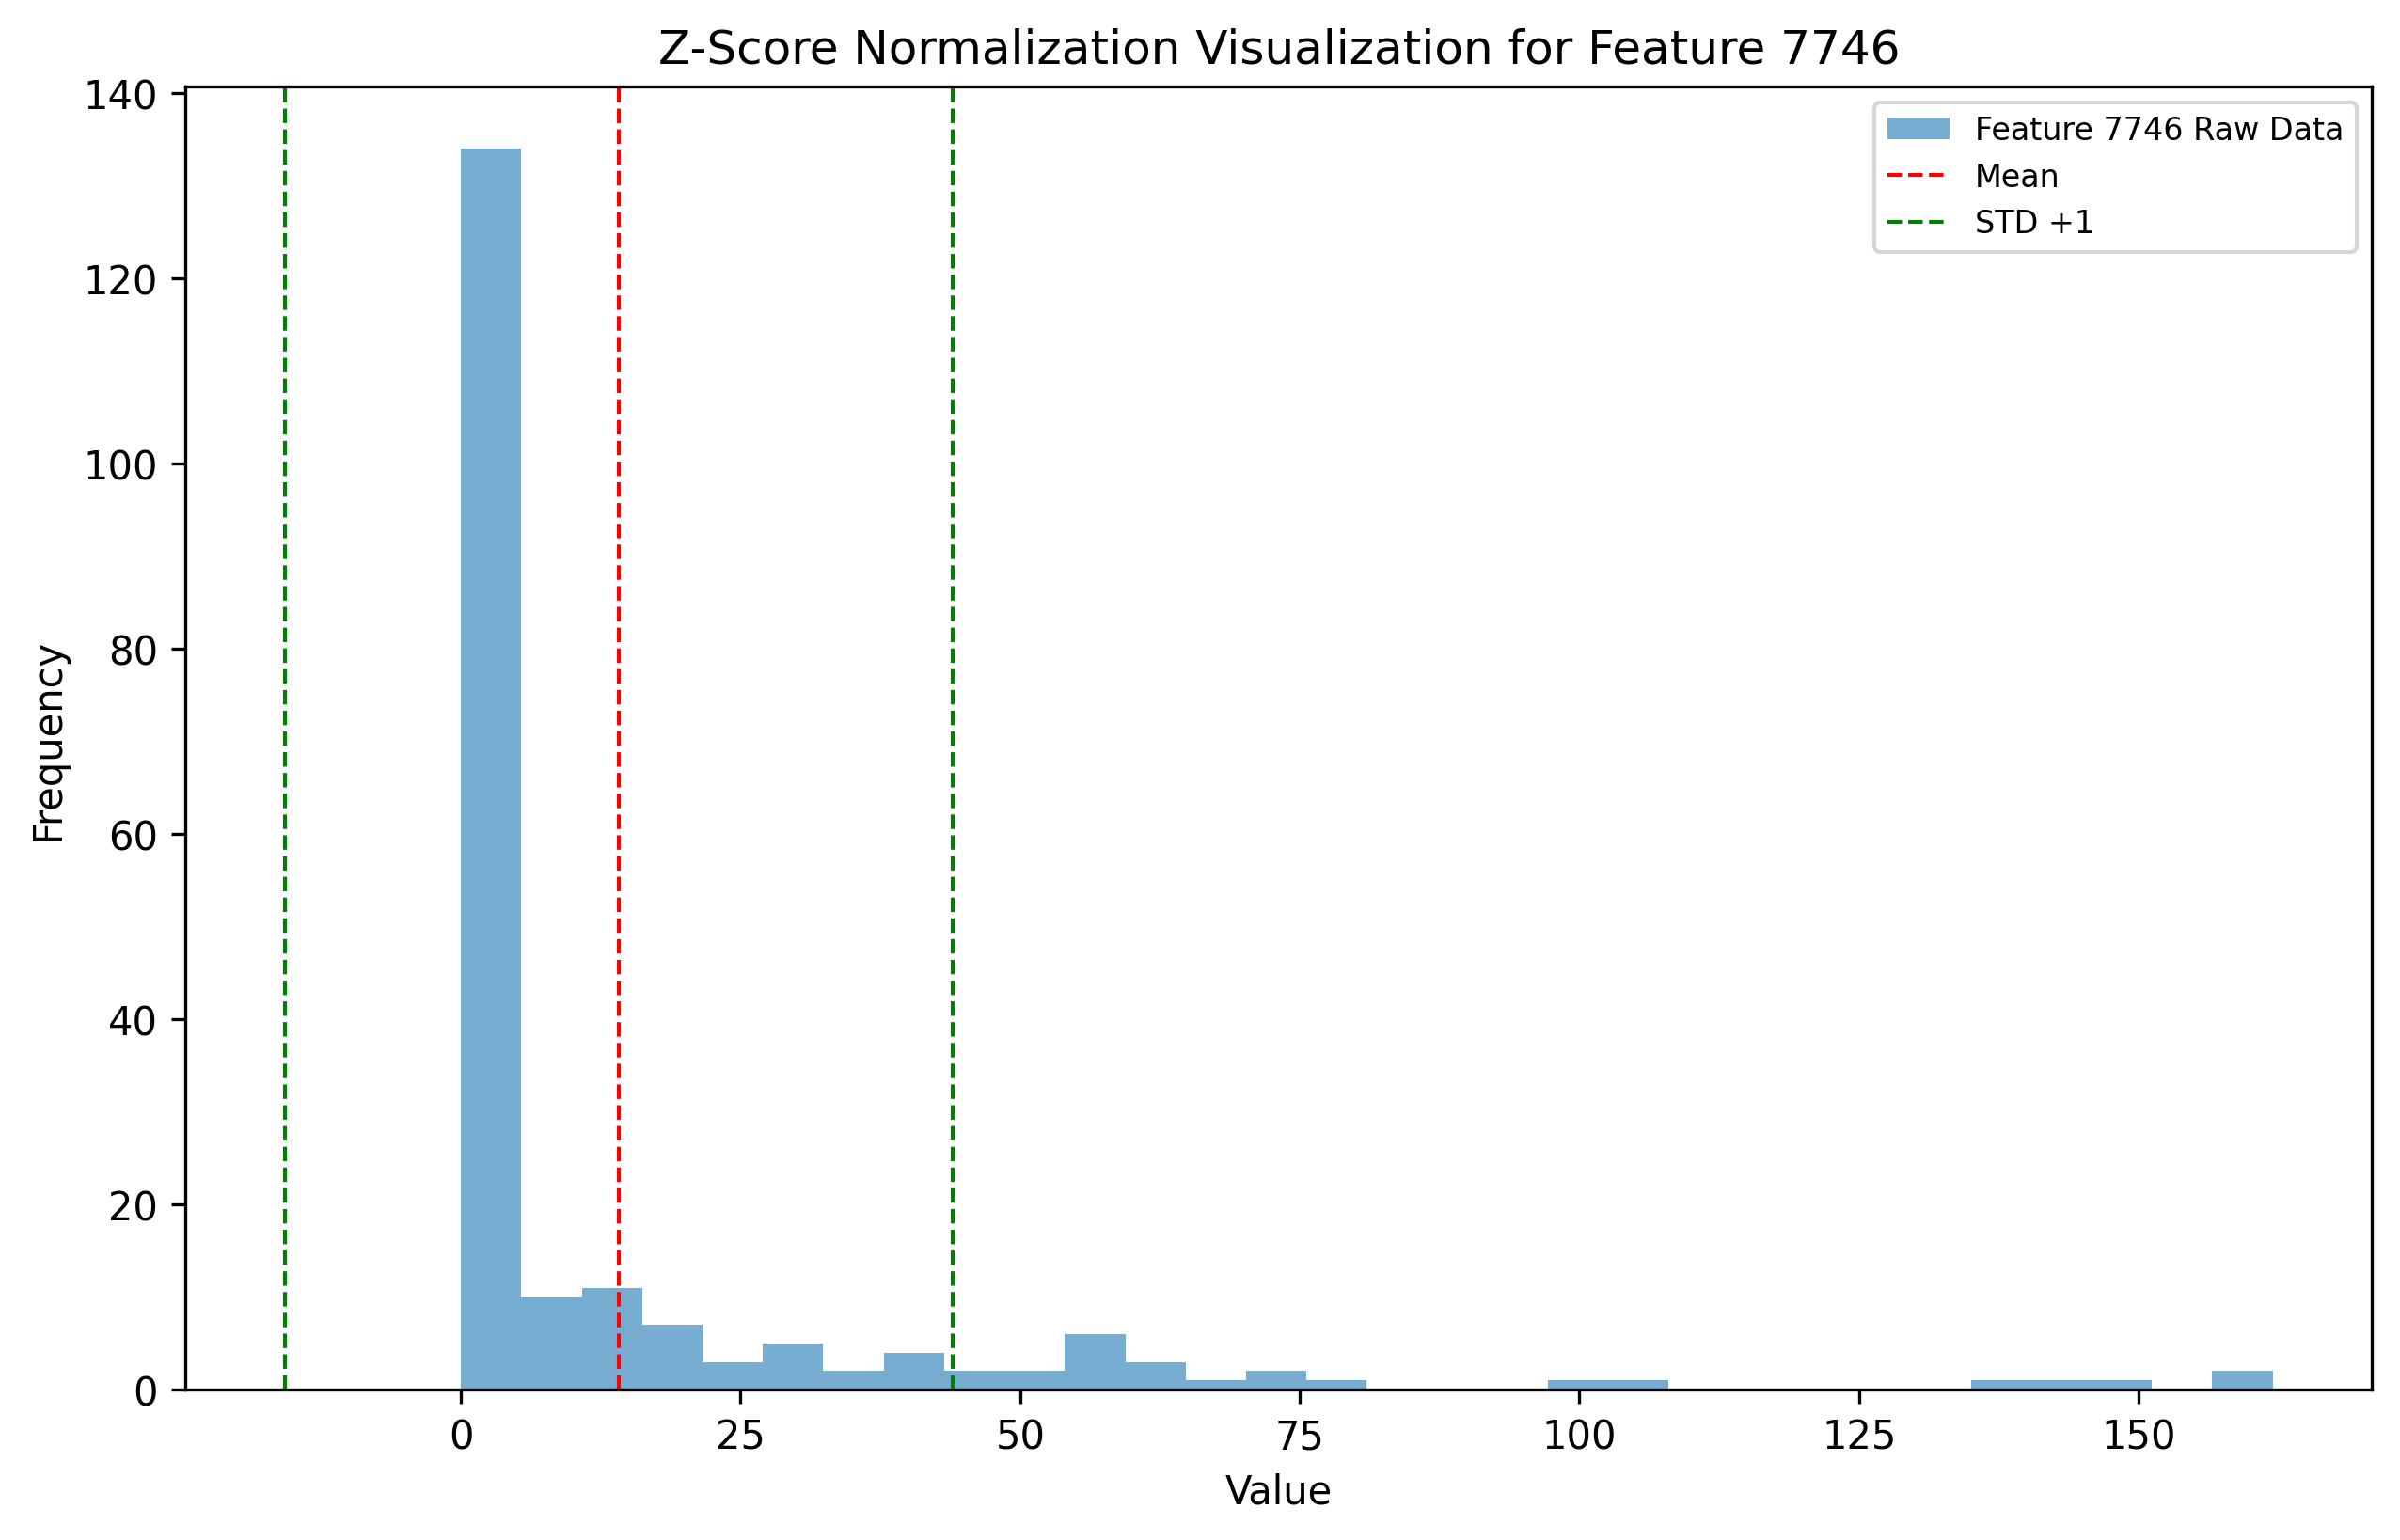 Z-Score Normalization Visualization for Feature 7746
Feature 7746 Raw Data
Mean
STD +1
140
120
100
80
60
40
20
0
Frequency
0 25 50 75 100 125 150
Value